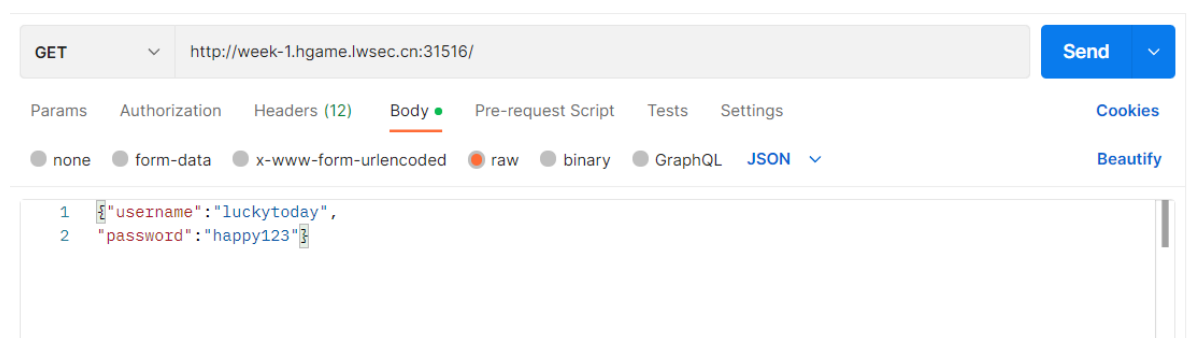 GET http://week-1.hgame.lwsec.cn:31516/ Send
Params Authorization Headers (12) Body Pre-request Script Tests Settings Cookies
none form-data x-www-form-urlencoded raw binary GraphQL JSON Beautify
1 {"username":"luckytoday",
2 "password":"happy123"}